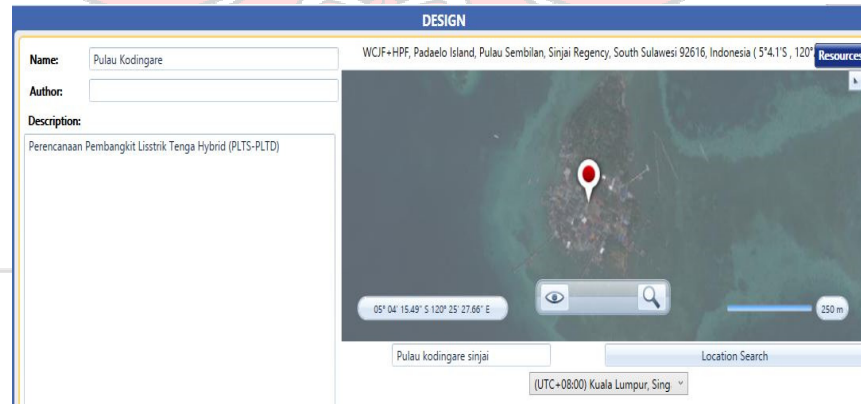 DESIGN
Name: Pulau Kodingare
WCJF+HPF, Padaelo Island, Pulau Sembilan, Sinjai Regency, South Sulawesi 92616, Indonesia ( 5°4.1'S , 120°
Resources
Author:
Description:
Perencanaan Pembangkit Lisstrik Tenga Hybrid (PLTS-PLTD)
05° 04' 15.49" S 120° 25' 27.66" E
250 m
Pulau kodingare sinjai
Location Search
(UTC+08:00) Kuala Lumpur, Sing